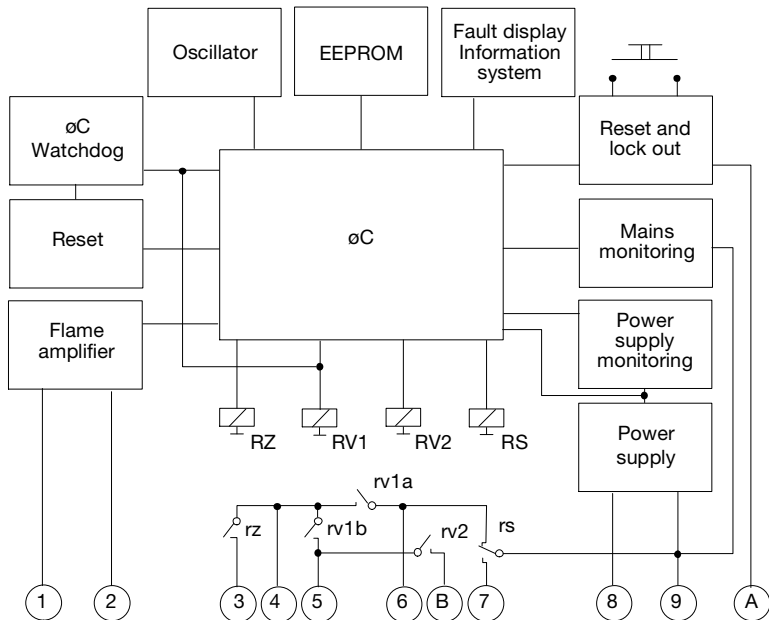 Oscillator
EEPROM
Fault display
Information
system
øC
Watchdog
Reset and
lock out
Reset
øC
Mains
monitoring
Flame
amplifier
Power
supply monitoring
RZ
RV1
RV2
RS
Power
supply
rv1a
rz
rv1b
rv2
rs
1
2
3
4
5
6
B
7
8
9
A